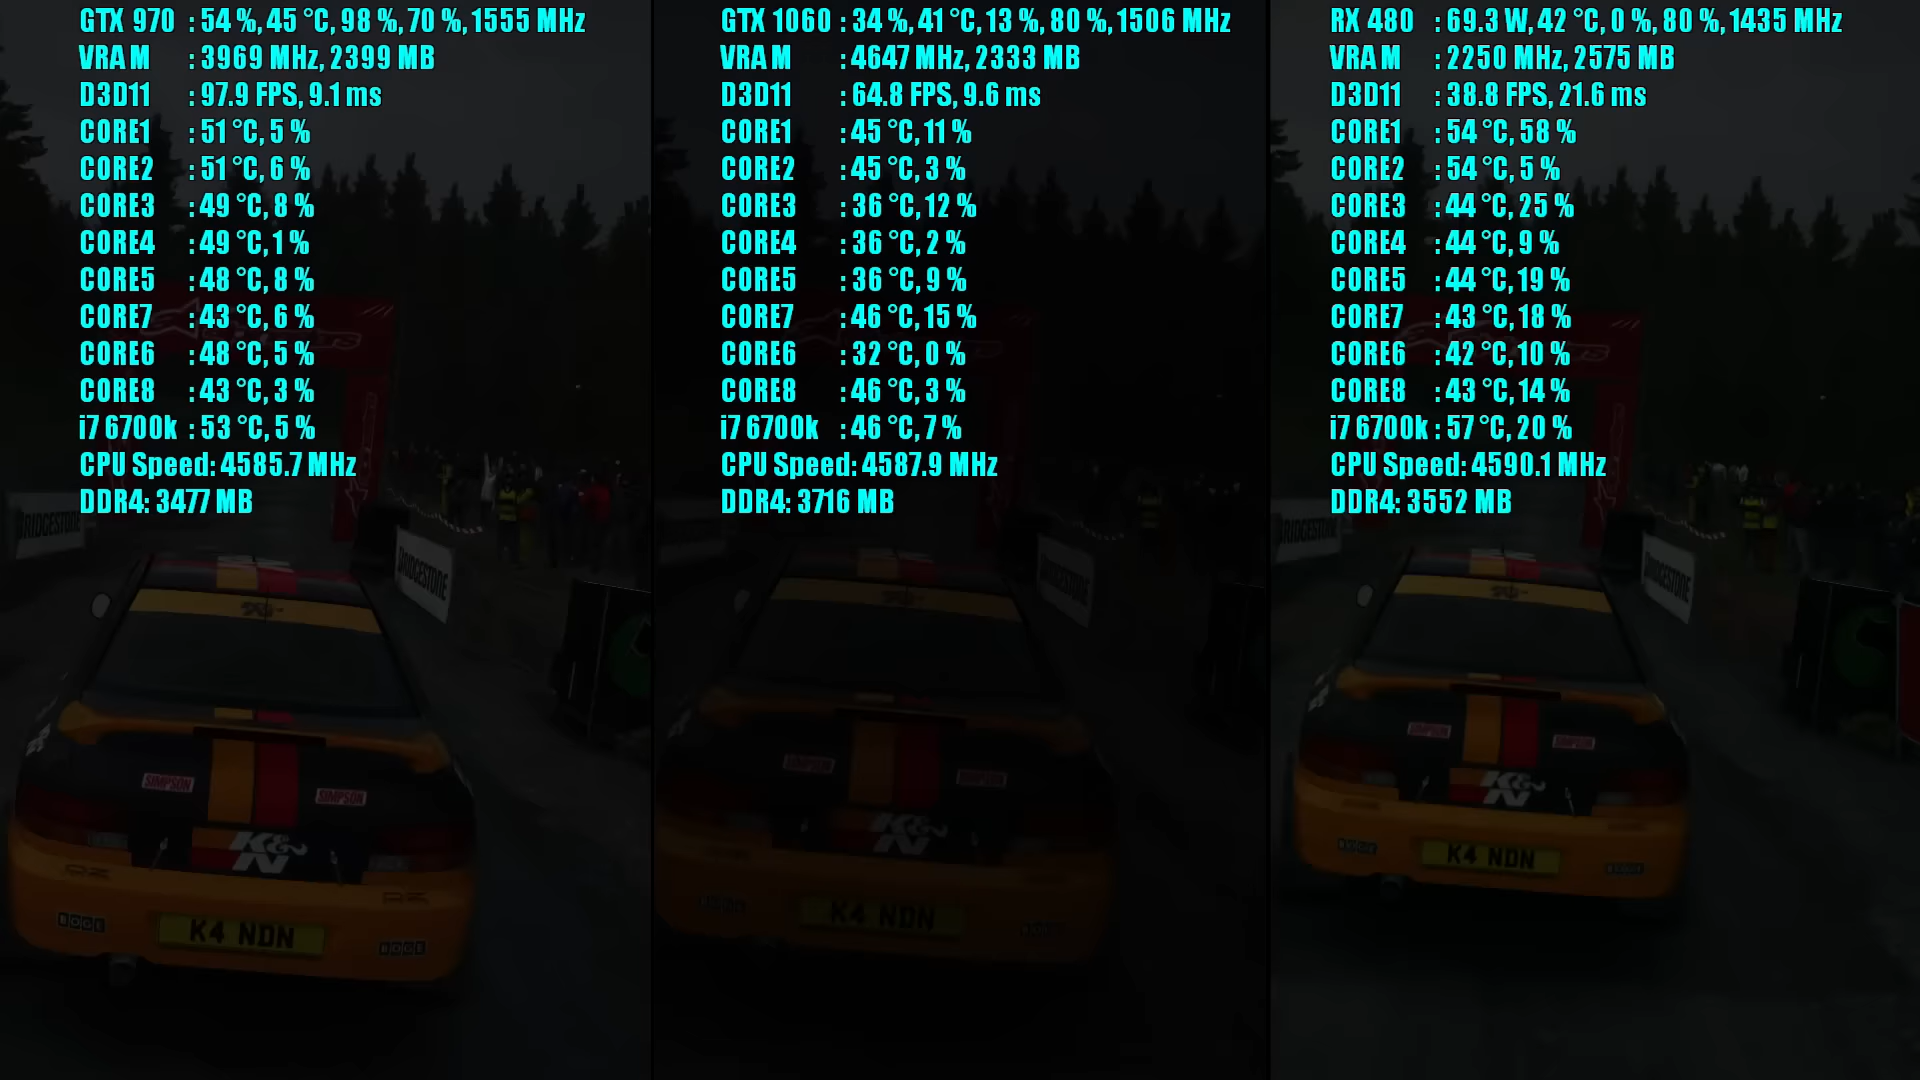 GTX 970 : 54 %, 45 °C, 98 %, 70 %, 1555 MHz
VRAM : 3969 MHz, 2399 MB
D3D11 : 97.9 FPS, 9.1 ms
CORE1 : 51 °C, 5 %
CORE2 : 51 °C, 6 %
CORE3 : 49 °C, 8 %
CORE4 : 49 °C, 1 %
CORE5 : 48 °C, 8 %
CORE7 : 43 °C, 6 %
CORE6 : 48 °C, 5 %
CORE8 : 43 °C, 3 %
i7 6700k : 53 °C, 5 %
CPU Speed: 4585.7 MHz
DDR4: 3477 MB
BRIDGESTONE
BRIDGESTONE
SIMPSON
SIMPSON
K&N
OZ
OZ
K4 NDN
GTX 1060 : 34 %, 41 °C, 13 %, 80 %, 1506 MHz
VRAM : 4647 MHz, 2333 MB
D3D11 : 64.8 FPS, 9.6 ms
CORE1 : 45 °C, 11 %
CORE2 : 45 °C, 3 %
CORE3 : 36 °C, 12 %
CORE4 : 36 °C, 2 %
CORE5 : 36 °C, 9 %
CORE7 : 46 °C, 15 %
CORE6 : 32 °C, 0 %
CORE8 : 46 °C, 3 %
i7 6700k : 46 °C, 7 %
CPU Speed: 4587.9 MHz
DDR4: 3716 MB
BRIDGESTONE
SIMPSON
SIMPSON
K&N
K4 NDN
RX 480 : 69.3 W, 42 °C, 0 %, 80 %, 1435 MHz
VRAM : 2250 MHz, 2575 MB
D3D11 : 38.8 FPS, 21.6 ms
CORE1 : 54 °C, 58 %
CORE2 : 54 °C, 5 %
CORE3 : 44 °C, 25 %
CORE4 : 44 °C, 9 %
CORE5 : 44 °C, 19 %
CORE7 : 43 °C, 18 %
CORE6 : 42 °C, 10 %
CORE8 : 43 °C, 14 %
i7 6700k : 57 °C, 20 %
CPU Speed: 4590.1 MHz
DDR4: 3552 MB
BRIDGESTONE
BRIDGESTONE
SIMPSON
SIMPSON
K&N
K4 NDN